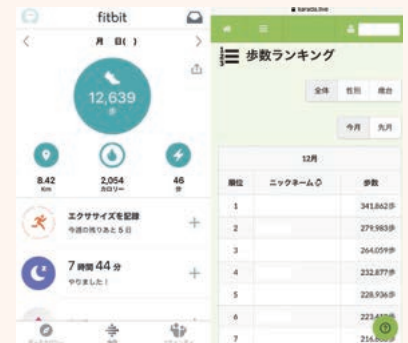 fitbit
月 日( )
12,639
歩
8.42
Km
2,054
カロリー
46
分
エクササイズを記録
今週の残りあと 5 日
7 時間 44 分
やりました!
karada.live
歩数ランキング
全体 性別 歳台
今月 先月
12月
順位 ニックネーム 歩数
1 341,862歩
2 279,983歩
3 264,059歩
4 232,877歩
5 228,936歩
6
7